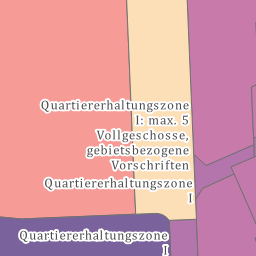 Quartiererhaltungszone
I: max. 5
Vollgeschosse,
gebietsbezogene
Vorschriften
Quartiererhaltungszone
I
Quartiererhaltungszone
I